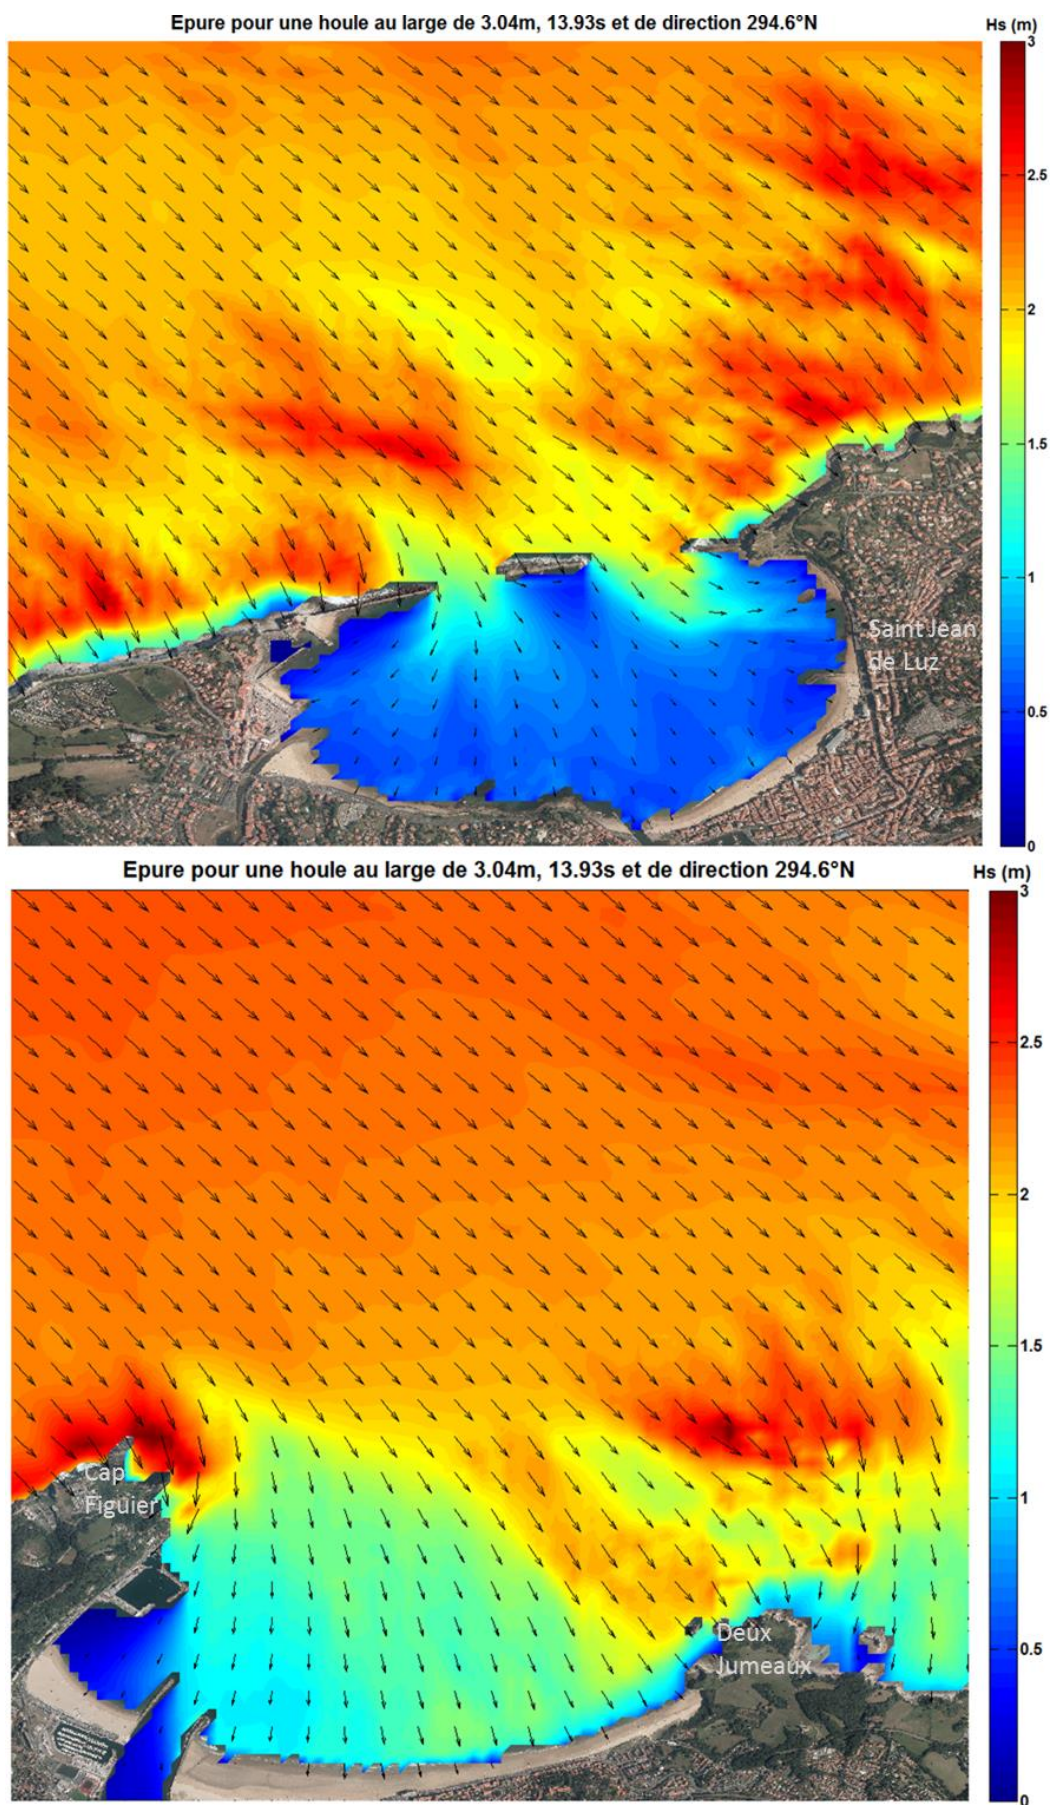 Epure pour une houle au large de 3.04m, 13.93s et de direction 294.6°N
Hs (m)
3
2.5
2
1.5
1
0.5
0
Saint Jean
de Luz
Epure pour une houle au large de 3.04m, 13.93s et de direction 294.6°N
Hs (m)
3
2.5
2
1.5
1
0.5
0
Cap
Figuier
Deux
Jumeaux